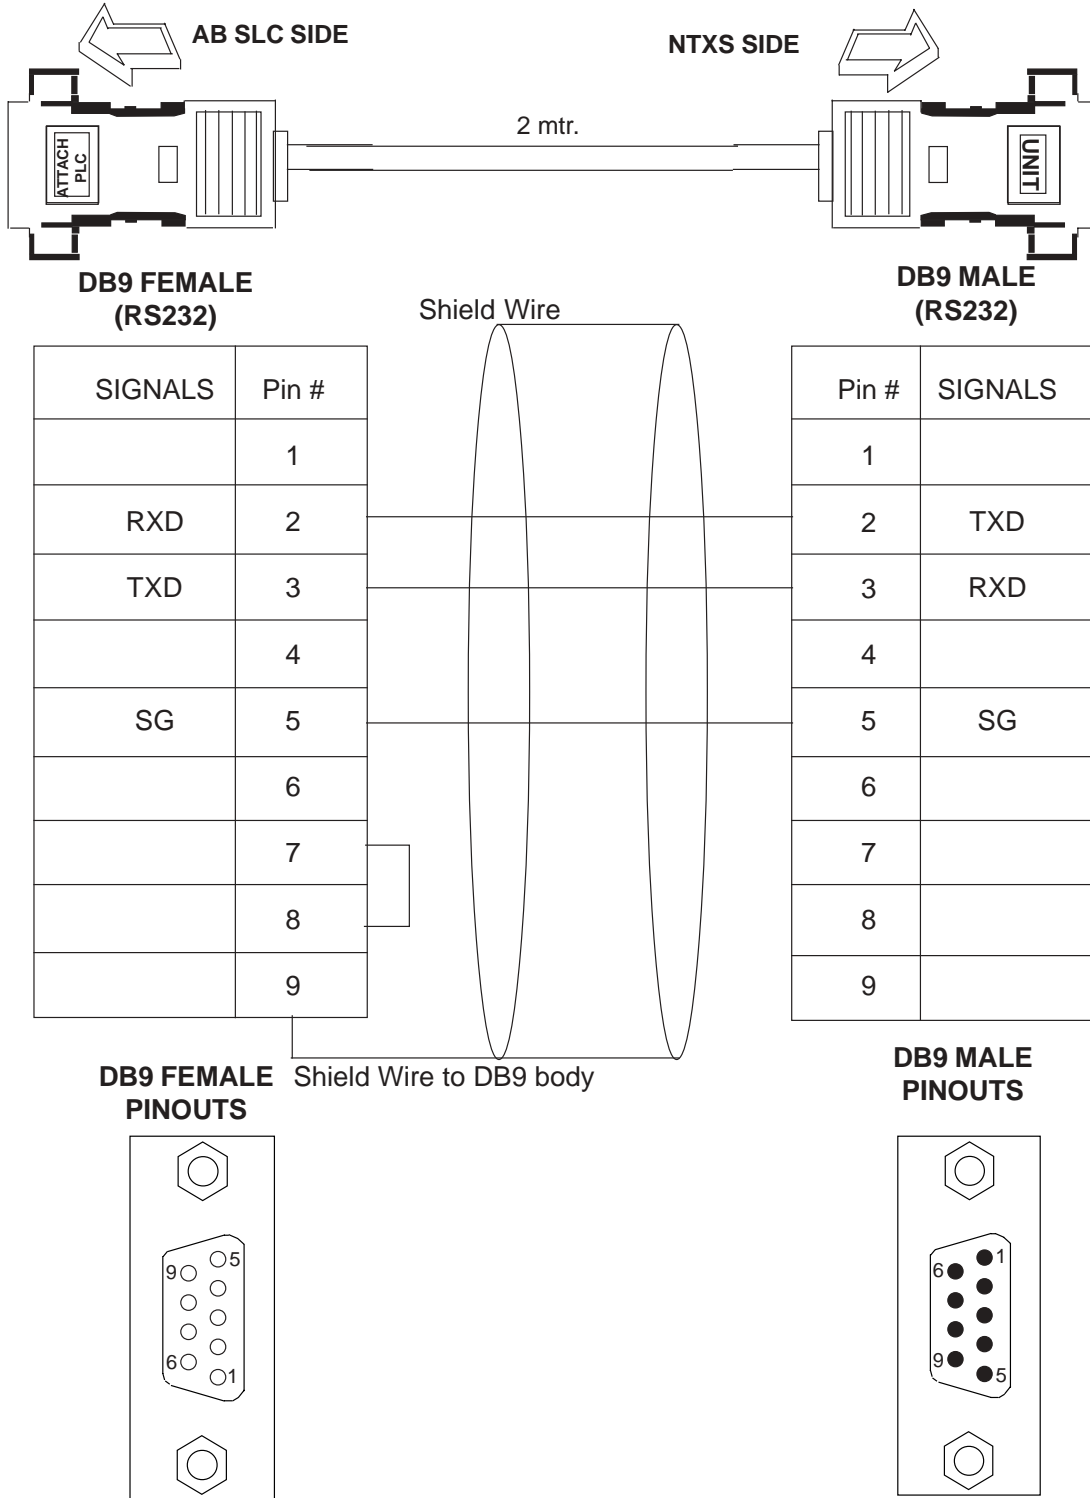 AB SLC SIDE
NTXS SIDE
2 mtr.
ATTACH
PLC
UNIT
DB9 FEMALE
(RS232)
DB9 MALE
(RS232)
Shield Wire
SIGNALS Pin #
1
RXD 2
TXD 3
4
SG 5
6
7
8
9
Pin # SIGNALS
1
2 TXD
3 RXD
4
5 SG
6
7
8
9
Shield Wire to DB9 body
DB9 FEMALE
PINOUTS
DB9 MALE
PINOUTS
5
9
6
1
1
6
9
5